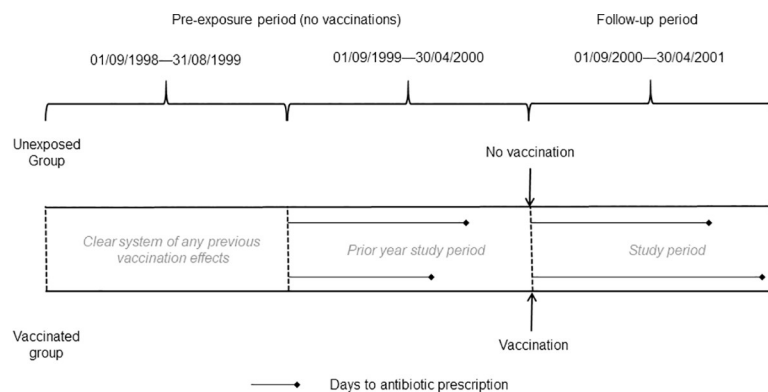 Pre-exposure period (no vaccinations)
Follow-up period
01/09/1998—31/08/1999
01/09/1999—30/04/2000
01/09/2000—30/04/2001
Unexposed
Group
No vaccination
Clear system of any previous
vaccination effects
Prior year study period
Study period
Vaccinated
group
Vaccination
Days to antibiotic prescription